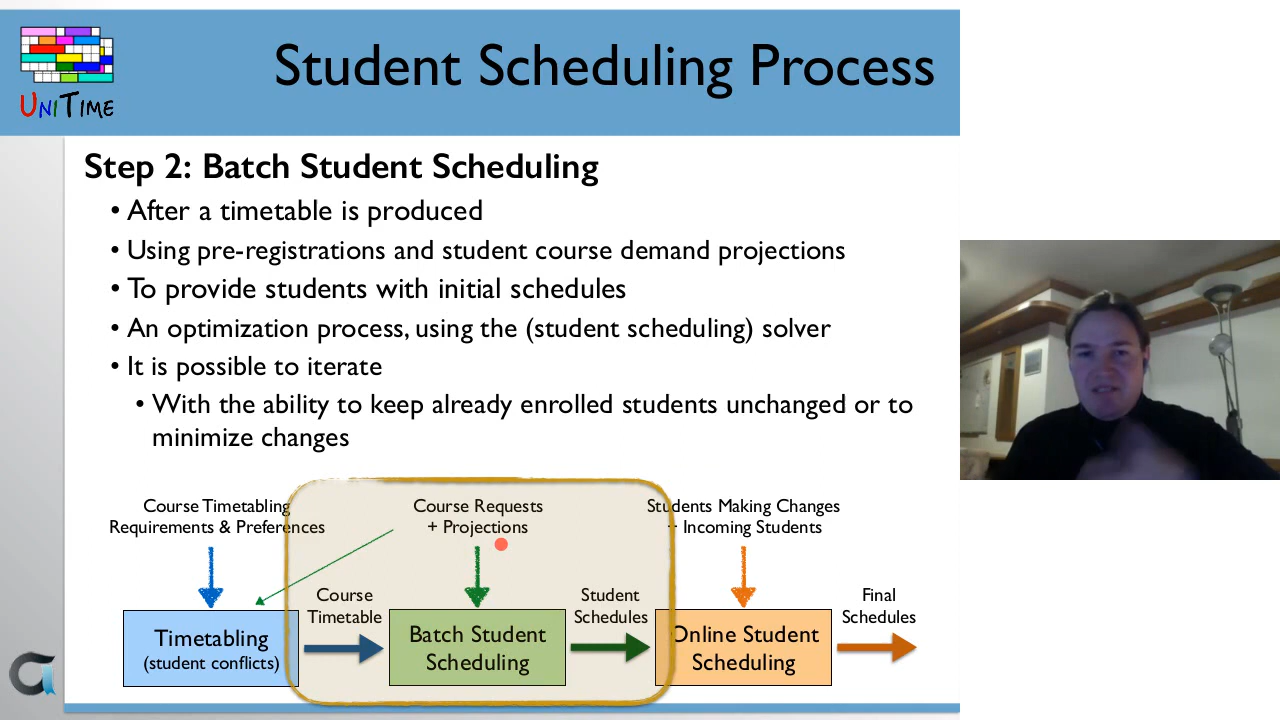 UNITIME
Student Scheduling Process
Step 2: Batch Student Scheduling
• After a timetable is produced
• Using pre-registrations and student course demand projections
• To provide students with initial schedules
• An optimization process, using the (student scheduling) solver
• It is possible to iterate
• With the ability to keep already enrolled students unchanged or to
minimize changes
Course Timetabling
Requirements & Preferences
Course Requests
+ Projections
Students Making Changes
+ Incoming Students
Course
Timetable
Student
Schedules
Final
Schedules
Timetabling
(student conflicts)
Batch Student
Scheduling
Online Student
Scheduling